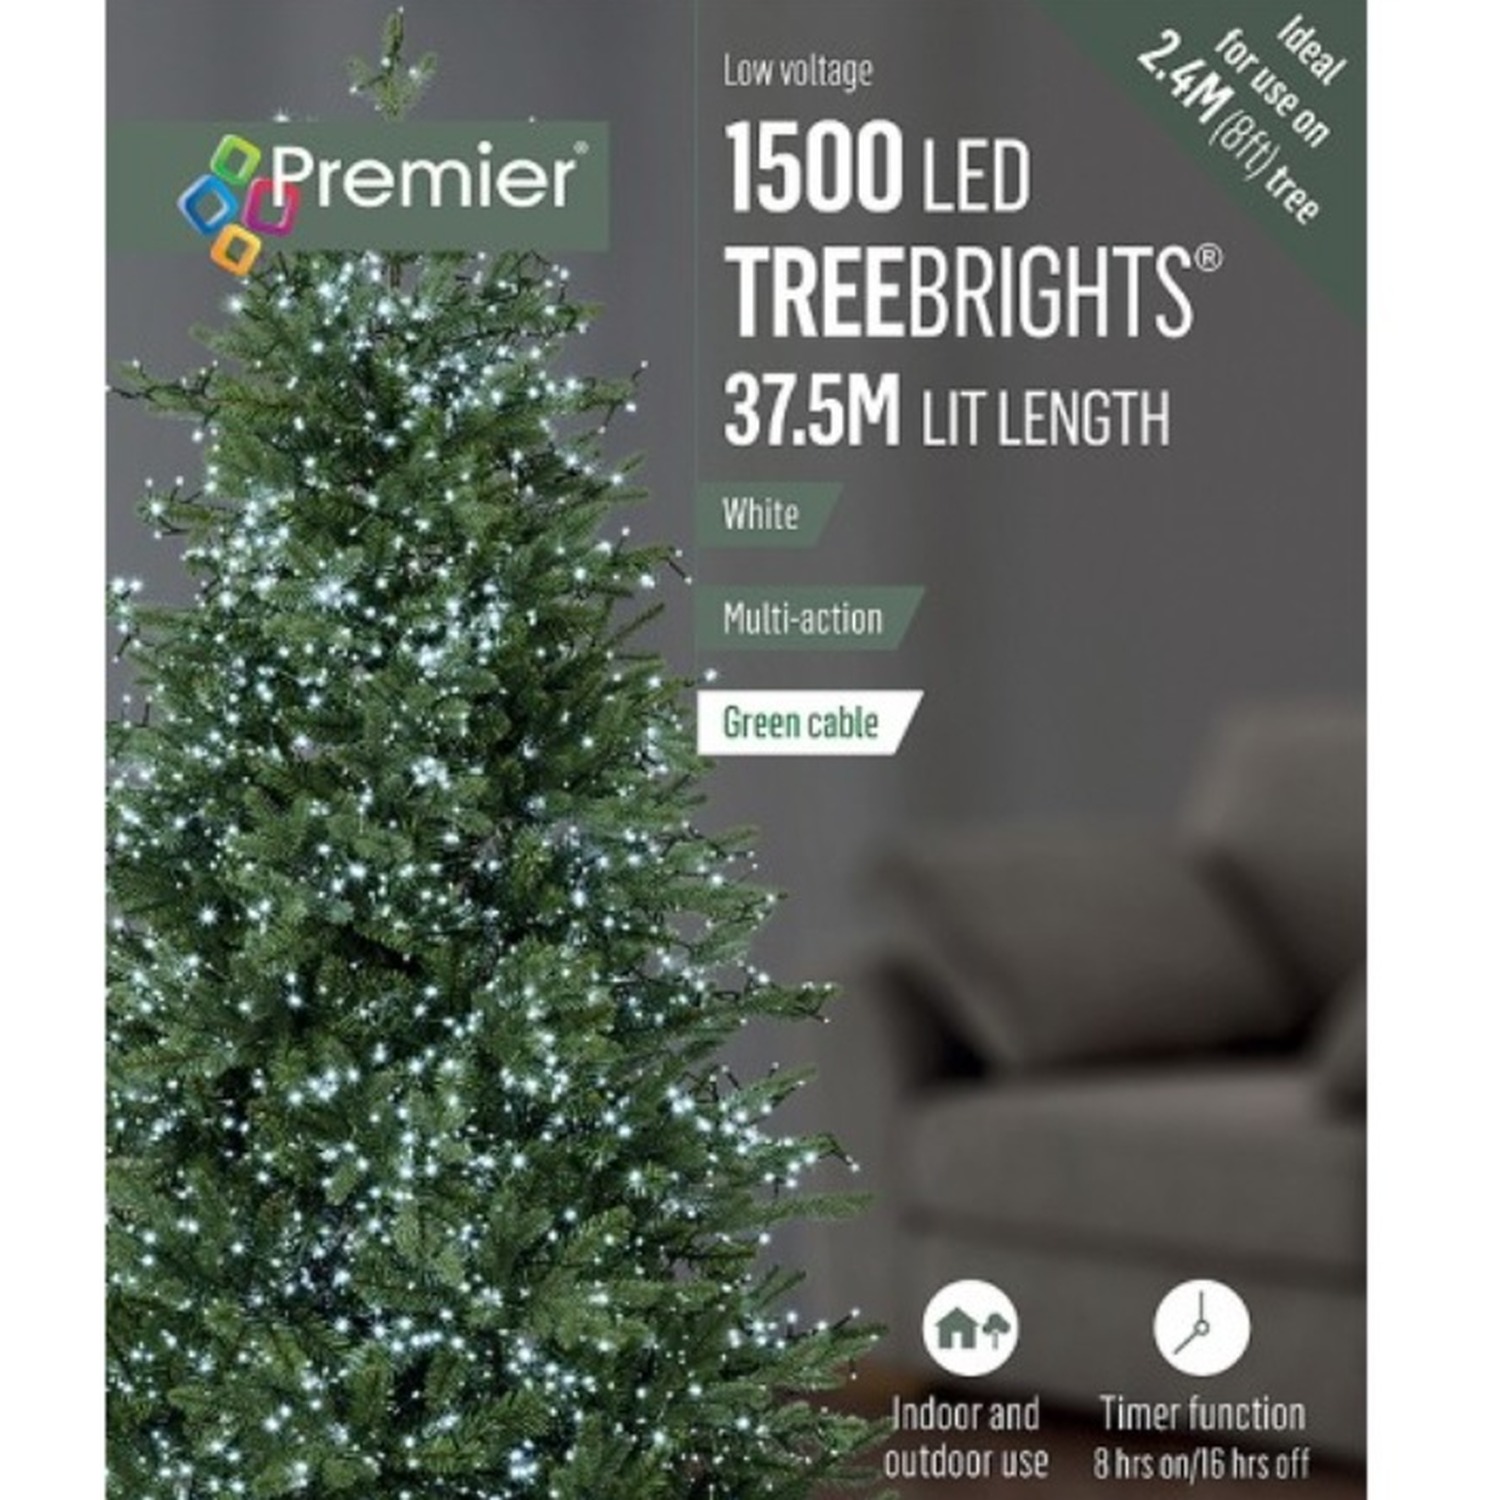 Premier®
Low voltage
1500 LED
TREEBRIGHTS®
37.5M LIT LENGTH
White
Multi-action
Green cable
Ideal
for use on
2.4M (8ft) tree
Indoor and
outdoor use
Timer function
8 hrs on/16 hrs off